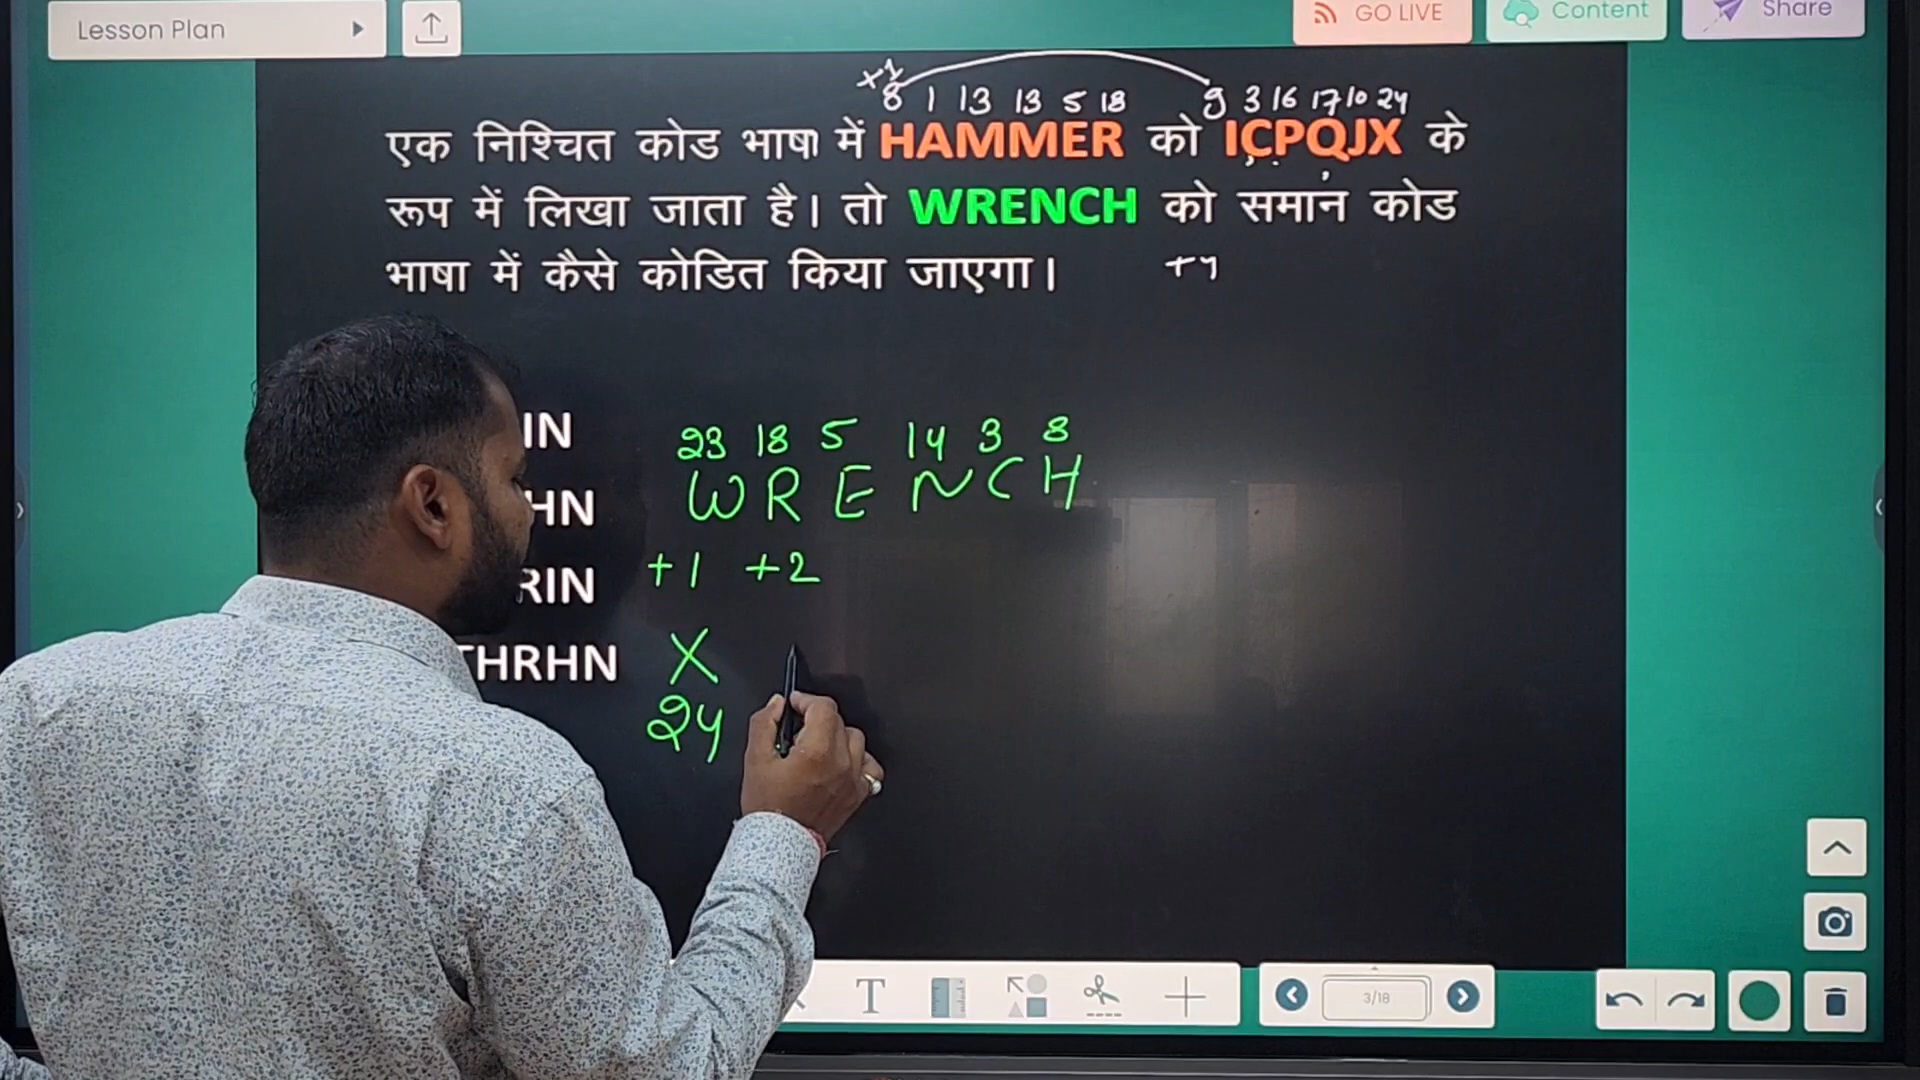 Lesson Plan
GO LIVE
Content
Share
+1
8 1 13 13 5 18 9 3 16 17 10 24
एक निश्चित कोड भाषा में HAMMER को ICPQJX के
रूप में लिखा जाता है। तो WRENCH को समान कोड
भाषा में कैसे कोडित किया जाएगा।
+4
IN
HN
RIN
THRHN
23 18 5 14 3 8
W R E N C H
+1 +2
X
24
T
3/18